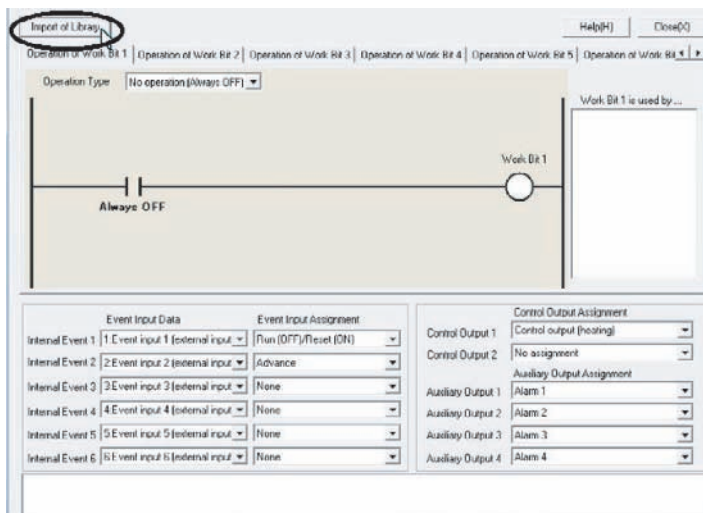 Import of Library
Help(H)
Close(X)
Operation of Work Bit 1
Operation of Work Bit 2
Operation of Work Bit 3
Operation of Work Bit 4
Operation of Work Bit 5
Operation of Work Bit
Operation Type
No operation (Always OFF)
Work Bit 1 is used by ...
Work Bit 1
Always OFF
Event Input Data
Event Input Assignment
Internal Event 1
1:Event input 1 (external input
Run (OFF)/Reset (ON)
Internal Event 2
2:Event input 2 (external input
Advance
Internal Event 3
3:Event input 3 (external input
None
Internal Event 4
4:Event input 4 (external input
None
Internal Event 5
5:Event input 5 (external input
None
Internal Event 6
6:Event input 6 (external input
None
Control Output Assignment
Control Output 1
Control output (heating)
Control Output 2
No assignment
Auxiliary Output Assignment
Auxiliary Output 1
Alarm 1
Auxiliary Output 2
Alarm 2
Auxiliary Output 3
Alarm 3
Auxiliary Output 4
Alarm 4